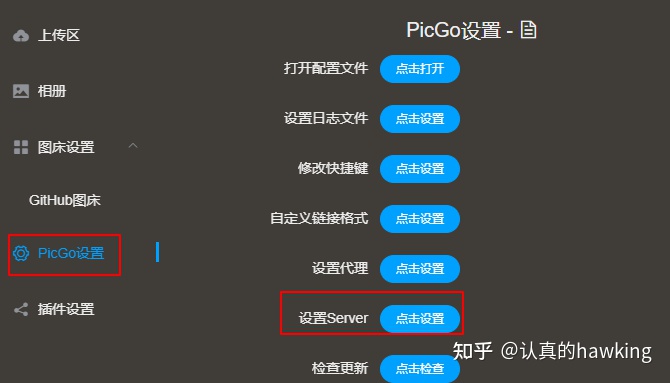 上传区
相册
图床设置
GitHub图床
PicGo设置
插件设置
PicGo设置 -
打开配置文件 点击打开
设置日志文件 点击设置
修改快捷键 点击设置
自定义链接格式 点击设置
设置代理 点击设置
设置Server 点击设置
检查更新 点击检查
知乎 @认真的hawking